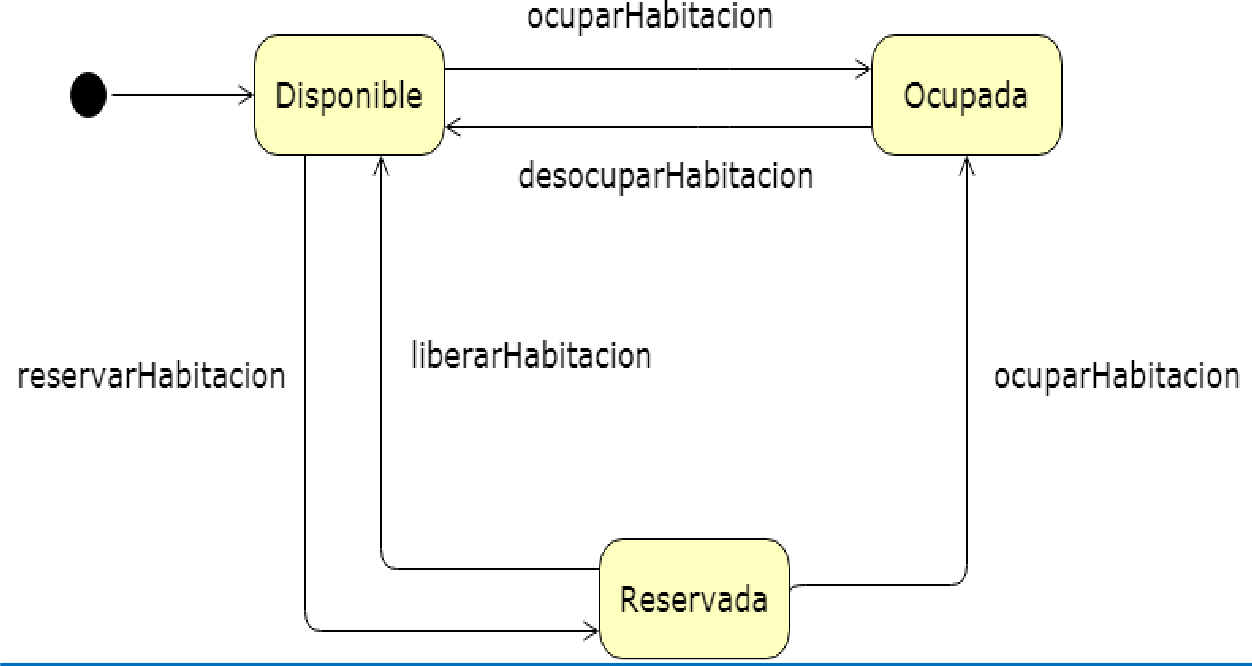 ocuparHabitacion
Disponible
Ocupada
desocuparHabitacion
liberarHabitacion
reservarHabitacion
ocuparHabitacion
Reservada